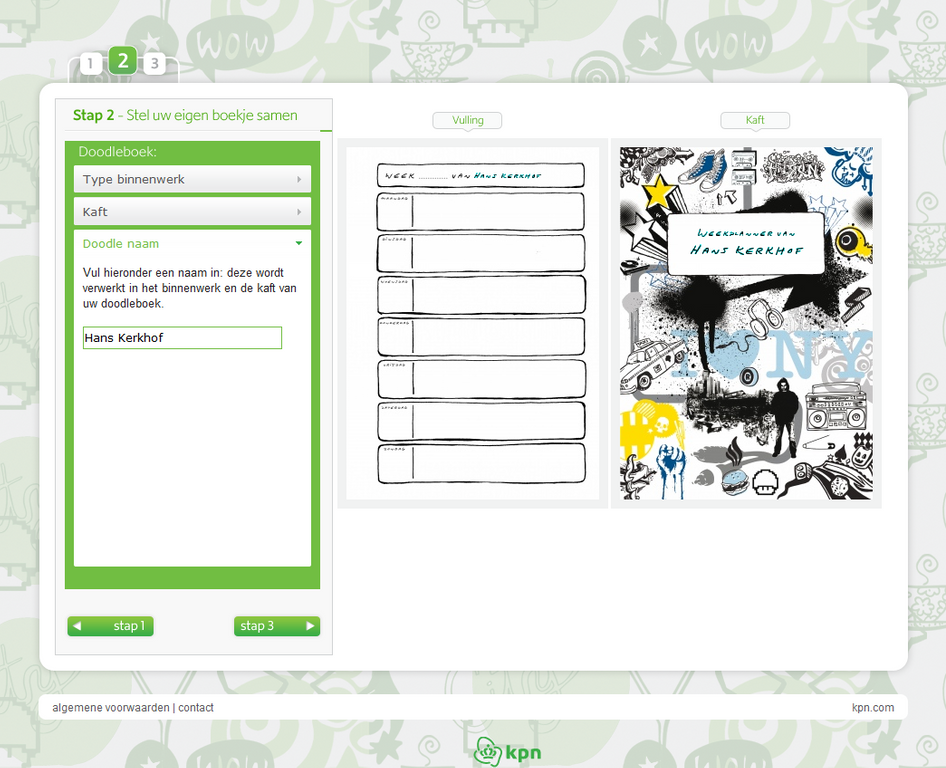 WOW
WOW
1 2 3
Stap 2 - Stel uw eigen boekje samen
Doodleboek:
Type binnenwerk
Kaft
Doodle naam
Vul hieronder een naam in: deze wordt
verwerkt in het binnenwerk en de kaft van
uw doodleboek.
Hans Kerkhof
stap 1
stap 3
Vulling
WEEK ........... VAN HANS KERKHOF
MAANDAG
DINSDAG
WOENSDAG
DONDERDAG
VRIJDAG
ZATERDAG
ZONDAG
Kaft
WEEKPLANNER VAN
HANS KERKHOF
I NY
algemene voorwaarden | contact
kpn.com
kpn